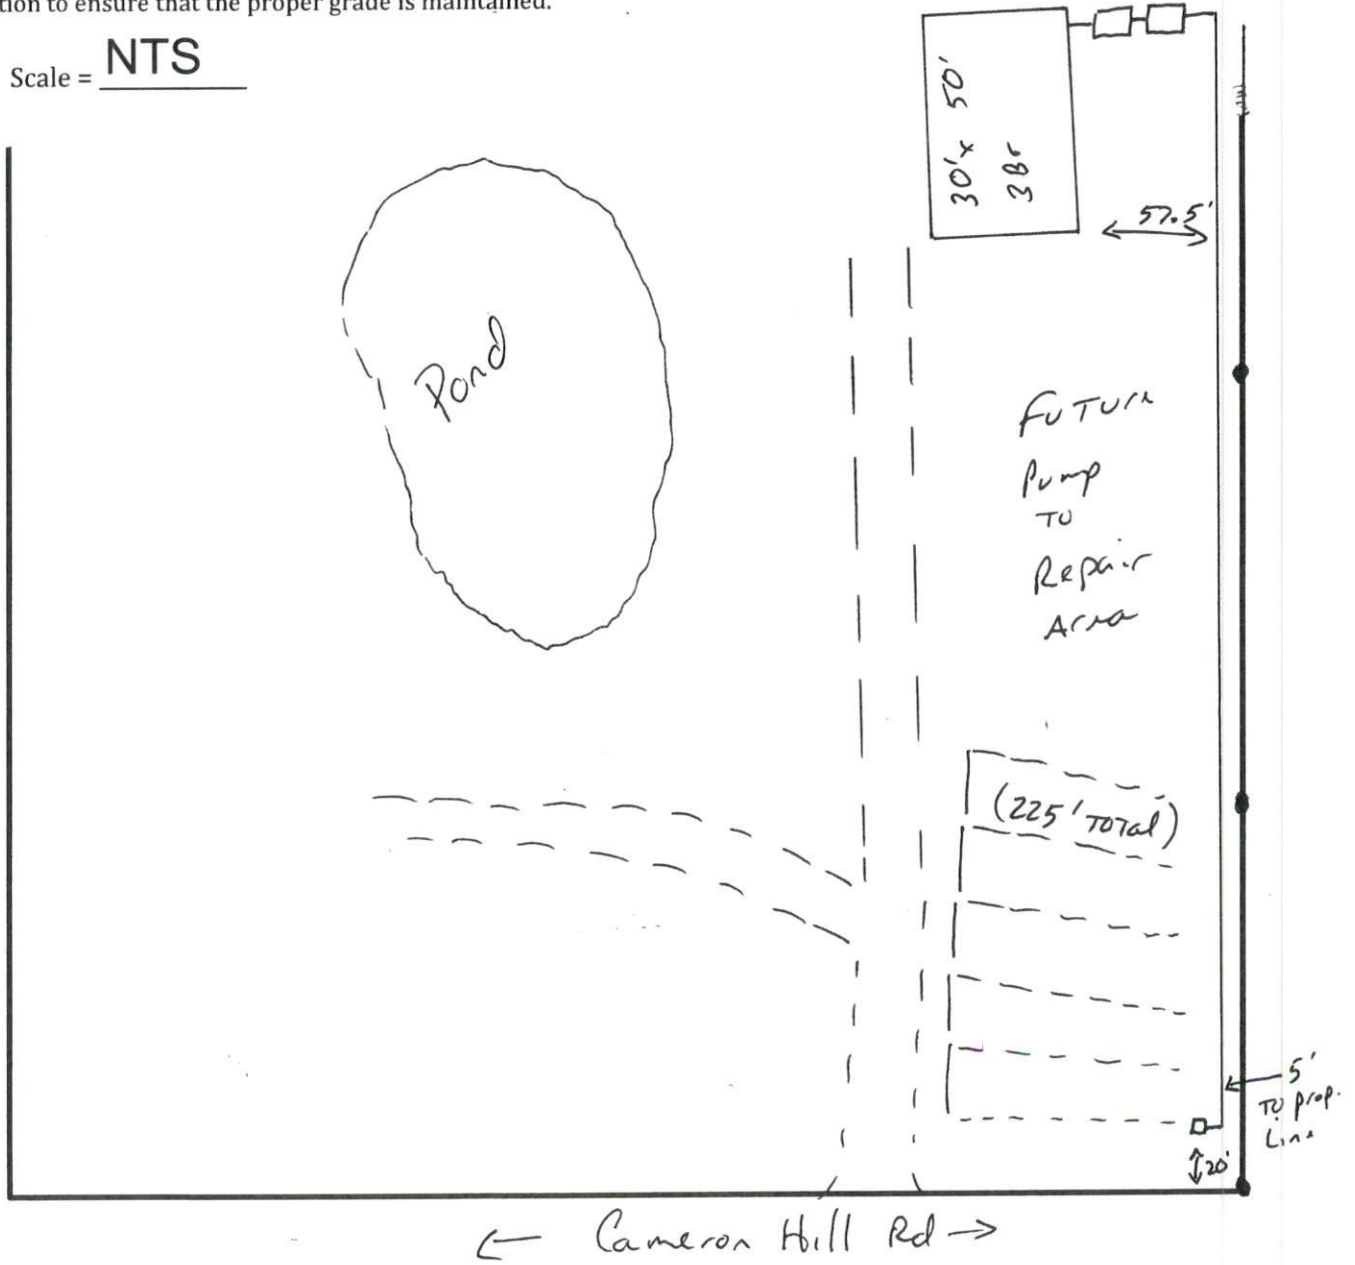 tion to ensure that the proper grade is maintained.
Scale = NTS
30' x 50'
3Br
57.5'
Pond
Future
Pump
To
Repair
Area
(225' Total)
5'
To prop.
Line
20'
← Cameron Hill Rd →